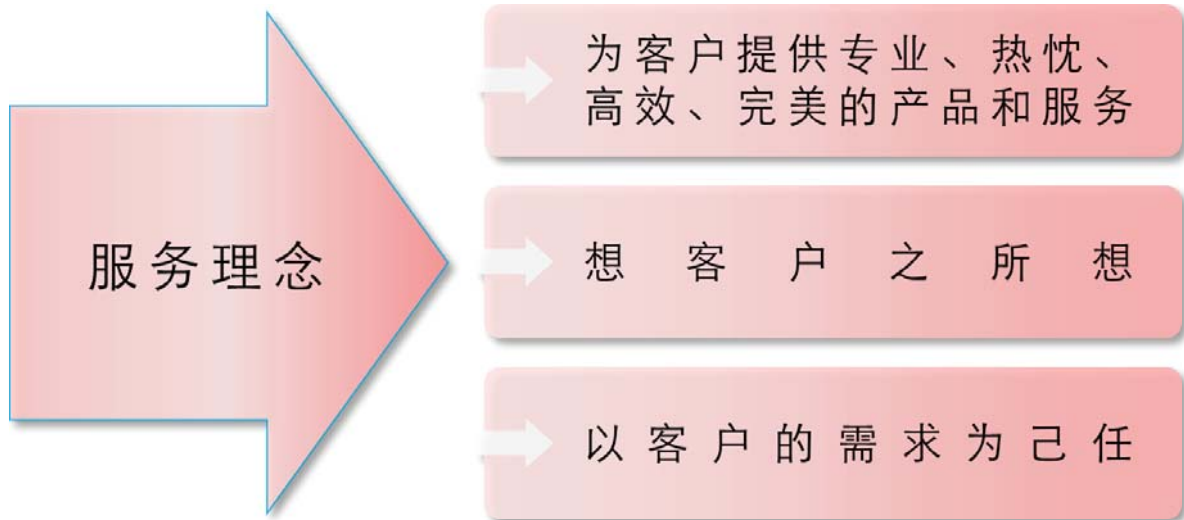 服务理念
为客户提供专业、热忱、
高效、完美的产品和服务
想客户之所想
以客户的需求为己任